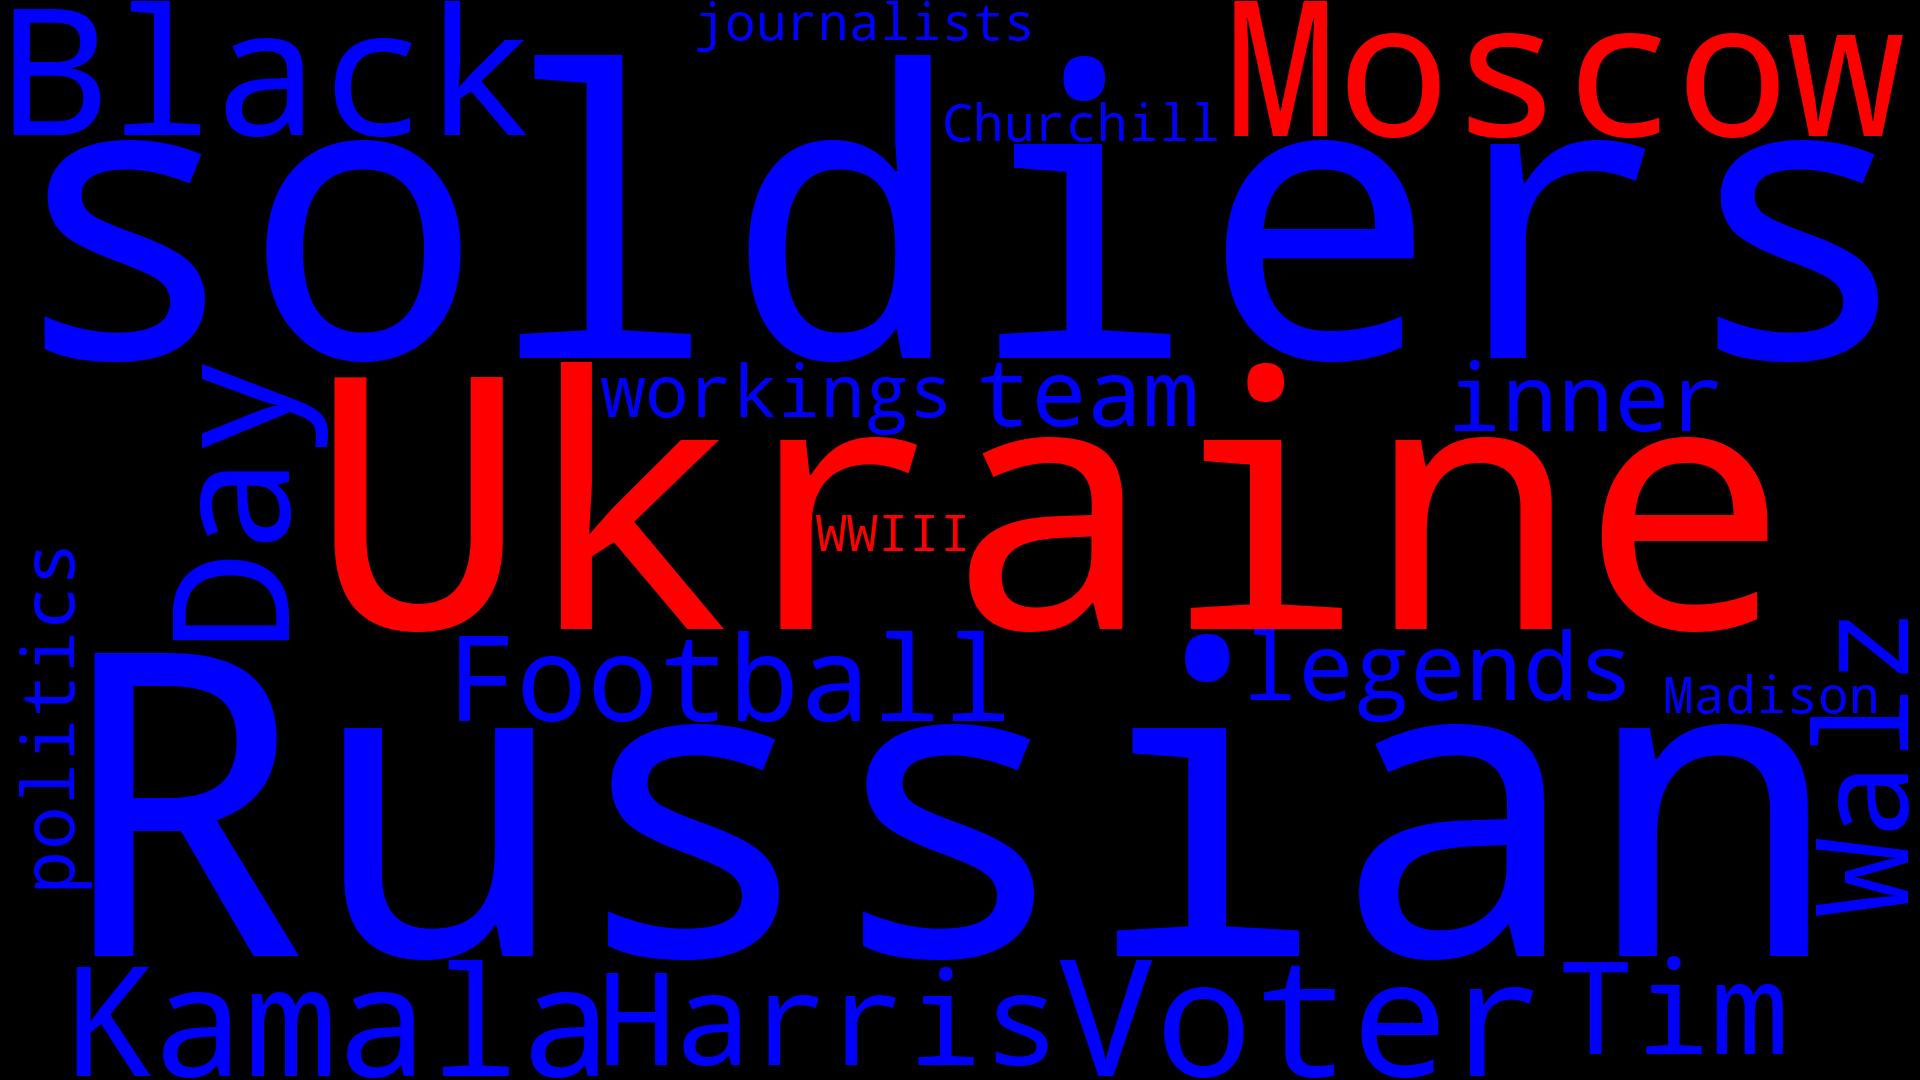 Black
journalists
Moscow
Churchill
soldiers
workings
team
inner
Day
Ukraine
WWIII
politics
Football
legends
Madison
Walz
Russian
Kamala
Harris
Voter
Tim